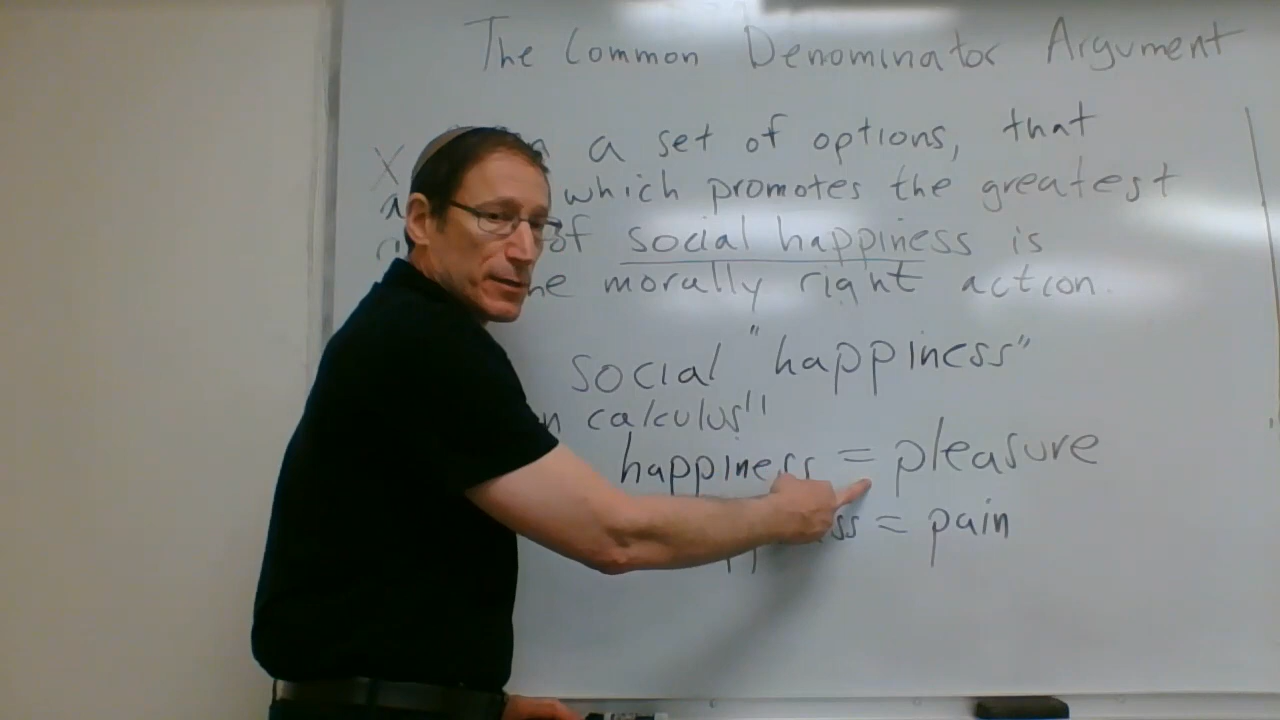 The Common Denominator Argument
X a set of options, that
which promotes the greatest
of social happiness is
he morally right action.
social "happiness"
n calculus"
happiness = pleasure
ss = pain